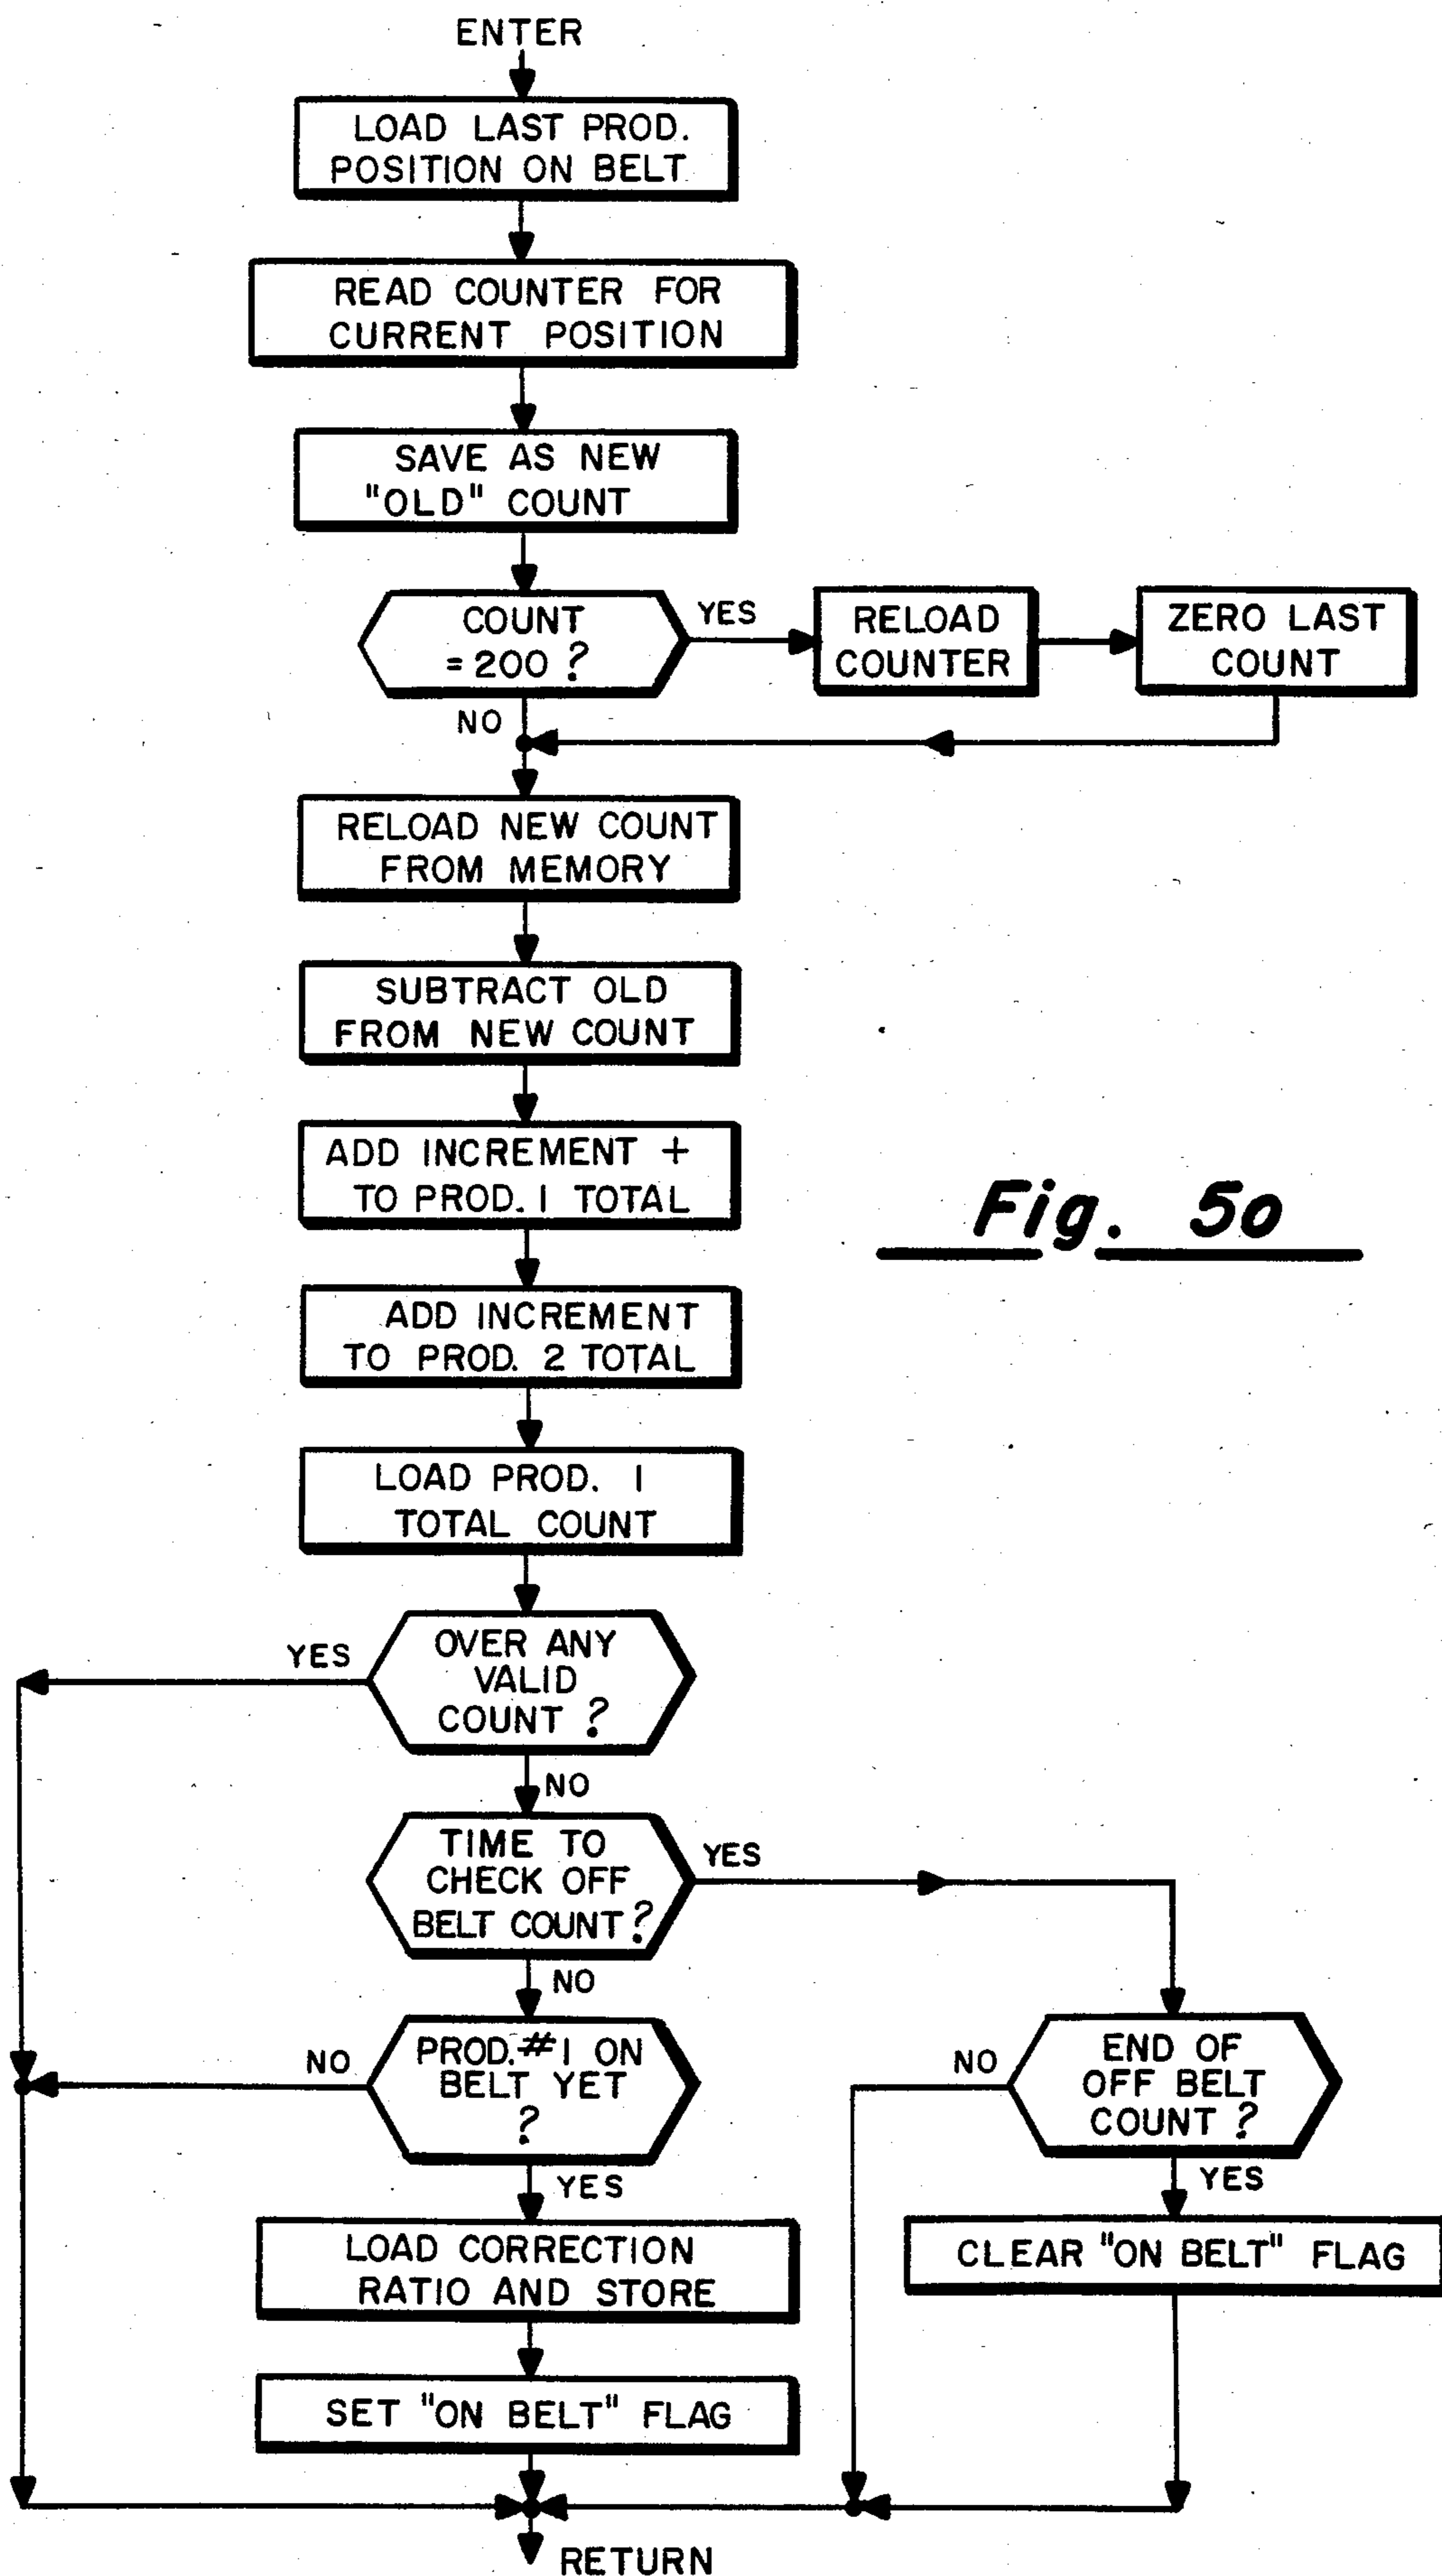 ENTER
LOAD LAST PROD.
POSITION ON BELT
READ COUNTER FOR
CURRENT POSITION
SAVE AS NEW
"OLD" COUNT
COUNT
= 200 ?
YES
RELOAD
COUNTER
ZERO LAST
COUNT
NO
RELOAD NEW COUNT
FROM MEMORY
SUBTRACT OLD
FROM NEW COUNT
ADD INCREMENT +
TO PROD. 1 TOTAL
Fig. 5o
ADD INCREMENT
TO PROD. 2 TOTAL
LOAD PROD. 1
TOTAL COUNT
OVER ANY
VALID
COUNT ?
YES
NO
TIME TO
CHECK OFF
BELT COUNT ?
YES
NO
PROD. #1 ON
BELT YET
?
NO
YES
END OF
OFF BELT
COUNT ?
NO
YES
LOAD CORRECTION
RATIO AND STORE
CLEAR "ON BELT" FLAG
SET "ON BELT" FLAG
RETURN